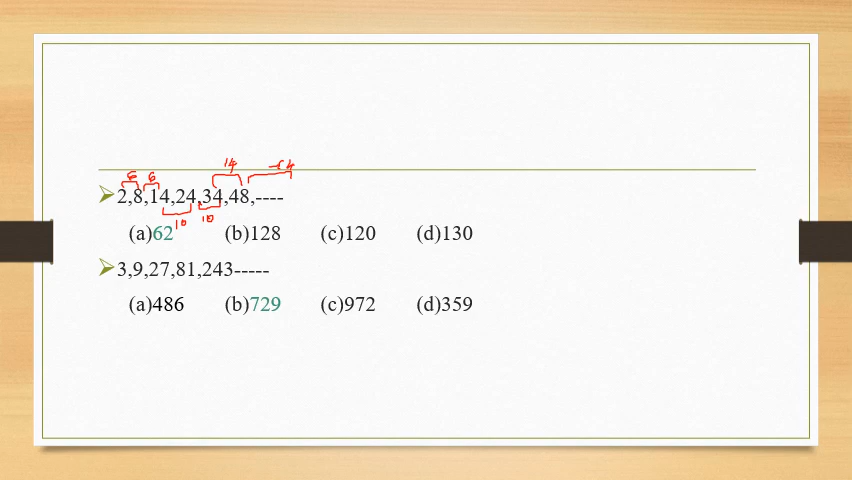 14
6 6
➢2,8,14,24,34,48,----
10 10
(a)62 (b)128 (c)120 (d)130
➢3,9,27,81,243-----
(a)486 (b)729 (c)972 (d)359